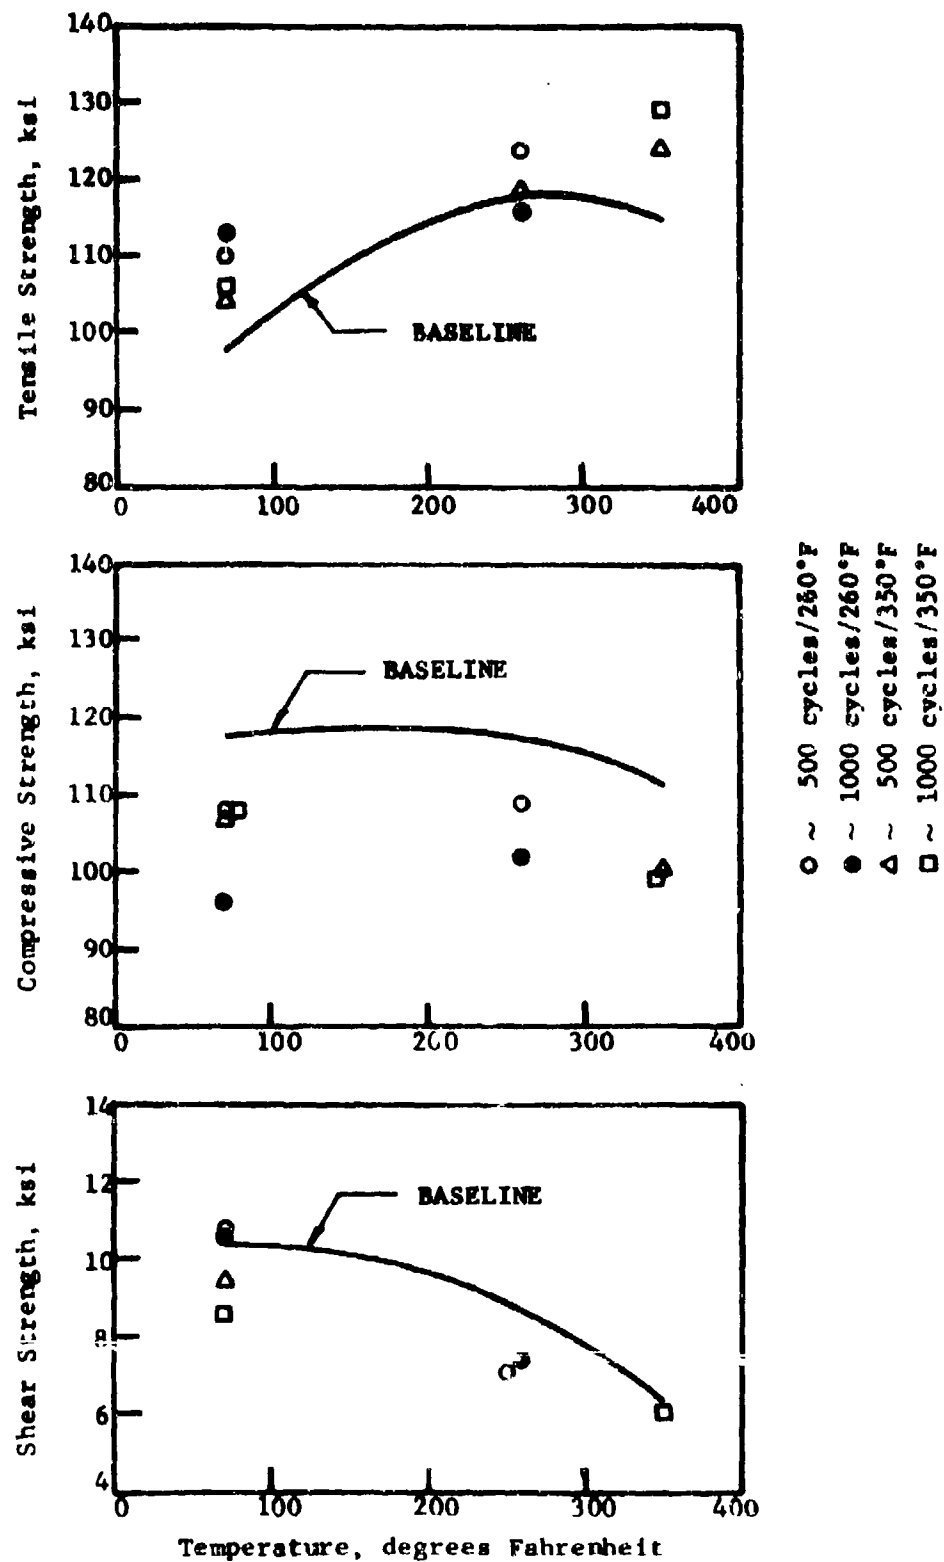 140
130
120
110
100
90
80
Tensile Strength, ksi
BASELINE
0 100 200 300 400
140
130
120
110
100
90
80
Compressive Strength, ksi
BASELINE
0 100 200 300 400
14
12
10
8
6
4
Shear Strength, ksi
BASELINE
0 100 200 300 400
Temperature, degrees Fahrenheit
○ ~ 500 cycles/260°F
● ~ 1000 cycles/260°F
△ ~ 500 cycles/350°F
□ ~ 1000 cycles/350°F